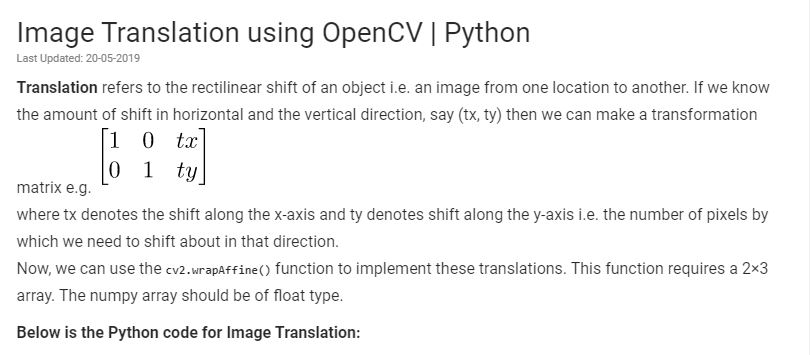 Image Translation using OpenCV | Python
Last Updated: 20-05-2019
Translation refers to the rectilinear shift of an object i.e. an image from one location to another. If we know
the amount of shift in horizontal and the vertical direction, say (tx, ty) then we can make a transformation
[1 0 tx]
[0 1 ty]
matrix e.g.
where tx denotes the shift along the x-axis and ty denotes shift along the y-axis i.e. the number of pixels by
which we need to shift about in that direction.
Now, we can use the cv2.wrapAffine() function to implement these translations. This function requires a 2×3
array. The numpy array should be of float type.
Below is the Python code for Image Translation: